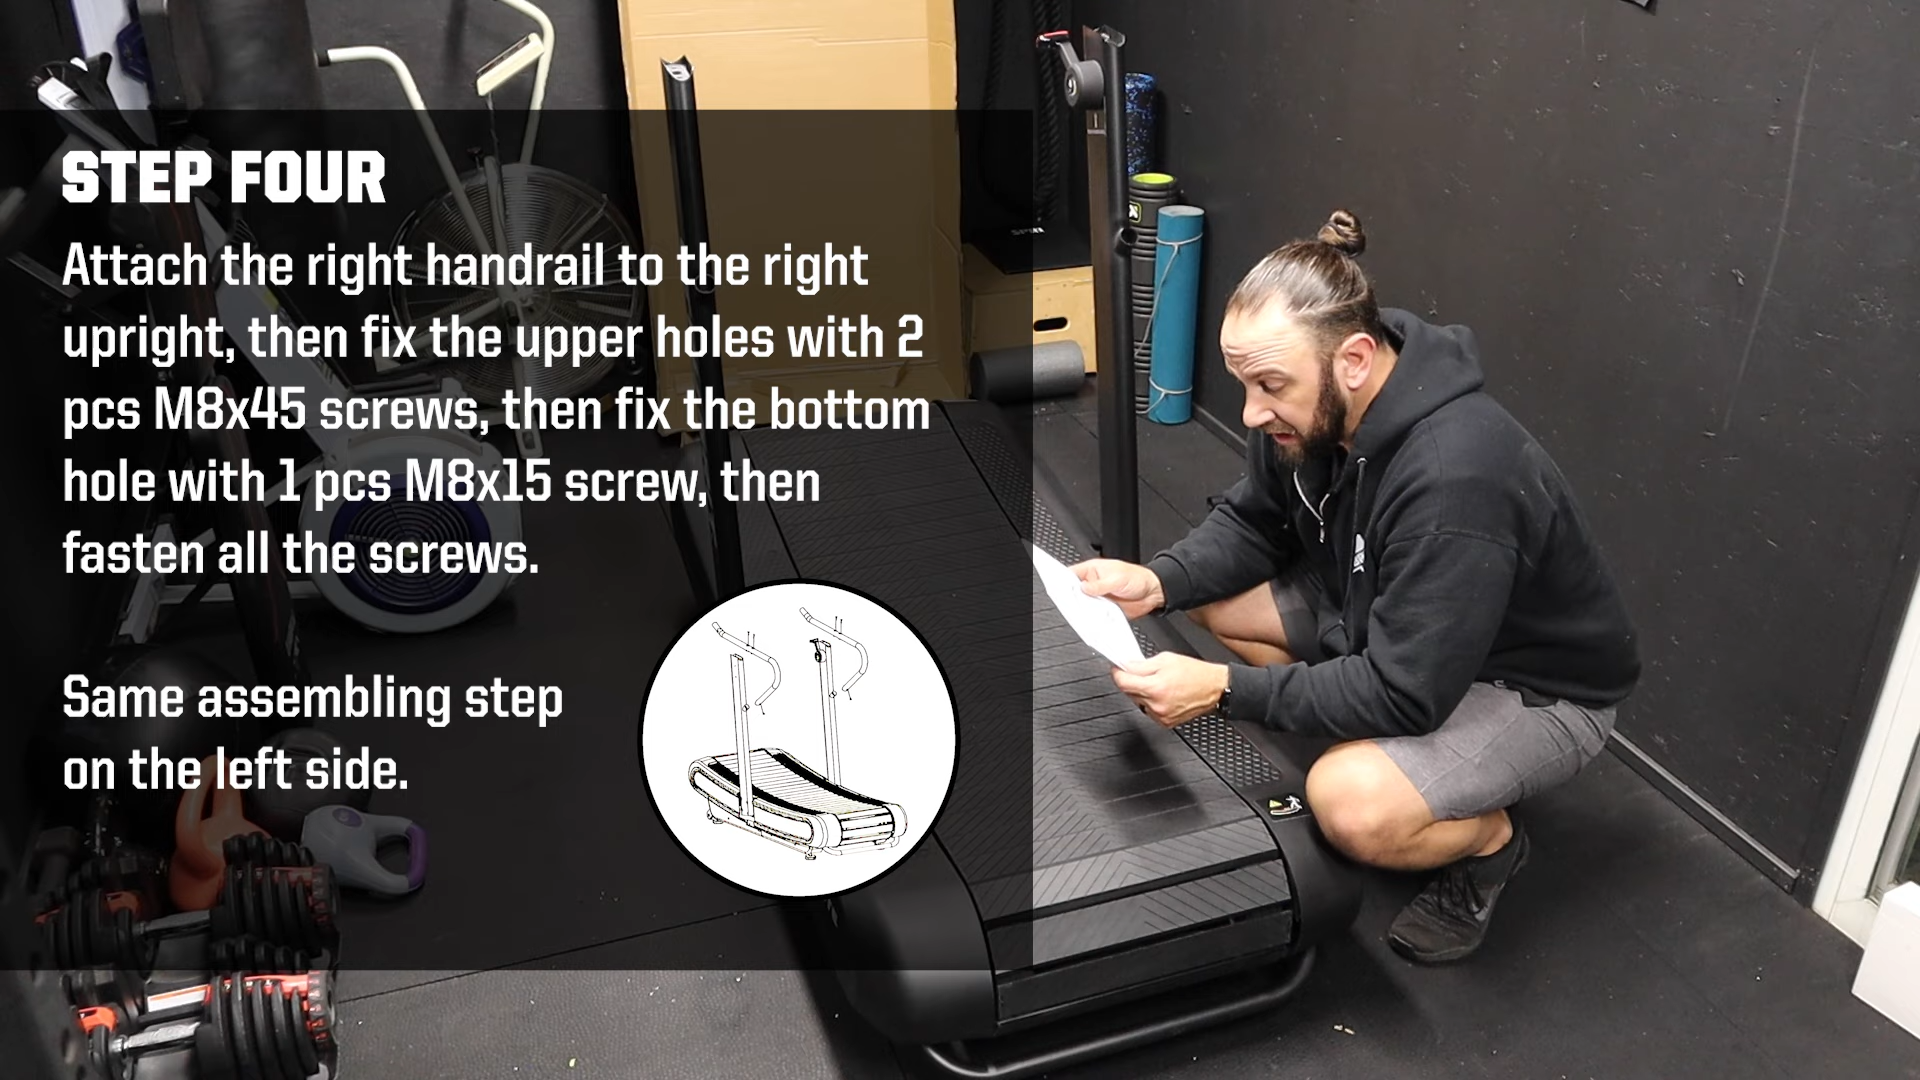 STEP FOUR
Attach the right handrail to the right
upright, then fix the upper holes with 2
pcs M8x45 screws, then fix the bottom
hole with 1 pcs M8x15 screw, then
fasten all the screws.
Same assembling step
on the left side.